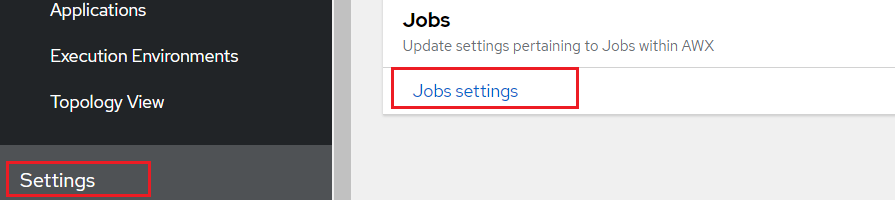 Applications
Execution Environments
Topology View
Settings
Jobs
Update settings pertaining to Jobs within AWX
Jobs settings